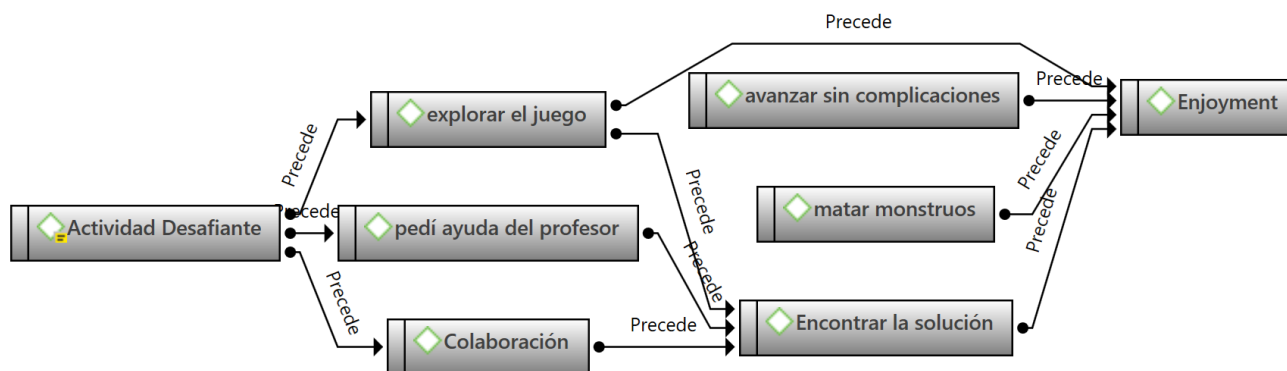 Precede
avanzar sin complicaciones
Precede
Enjoyment
explorar el juego
Precede
Precede
Precede
matar monstruos
Precede
Actividad Desafiante
Precede
pedí ayuda del profesor
Precede
Precede
Encontrar la solución
Precede
Colaboración
Precede